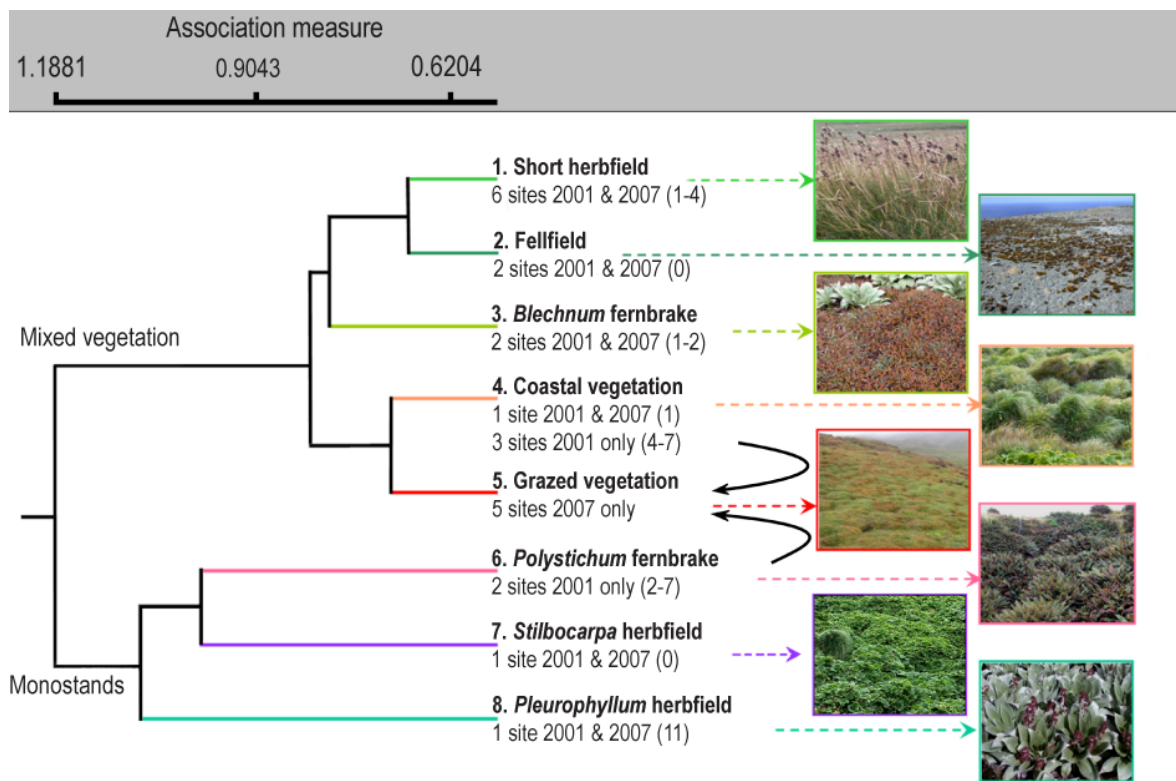 Association measure
1.1881 0.9043 0.6204
1. Short herbfield
6 sites 2001 & 2007 (1-4)
2. Fellfield
2 sites 2001 & 2007 (0)
3. Blechnum fernbrake
2 sites 2001 & 2007 (1-2)
Mixed vegetation
4. Coastal vegetation
1 site 2001 & 2007 (1)
3 sites 2001 only (4-7)
5. Grazed vegetation
5 sites 2007 only
6. Polystichum fernbrake
2 sites 2001 only (2-7)
7. Stilbocarpa herbfield
1 site 2001 & 2007 (0)
Monostands
8. Pleurophyllum herbfield
1 site 2001 & 2007 (11)